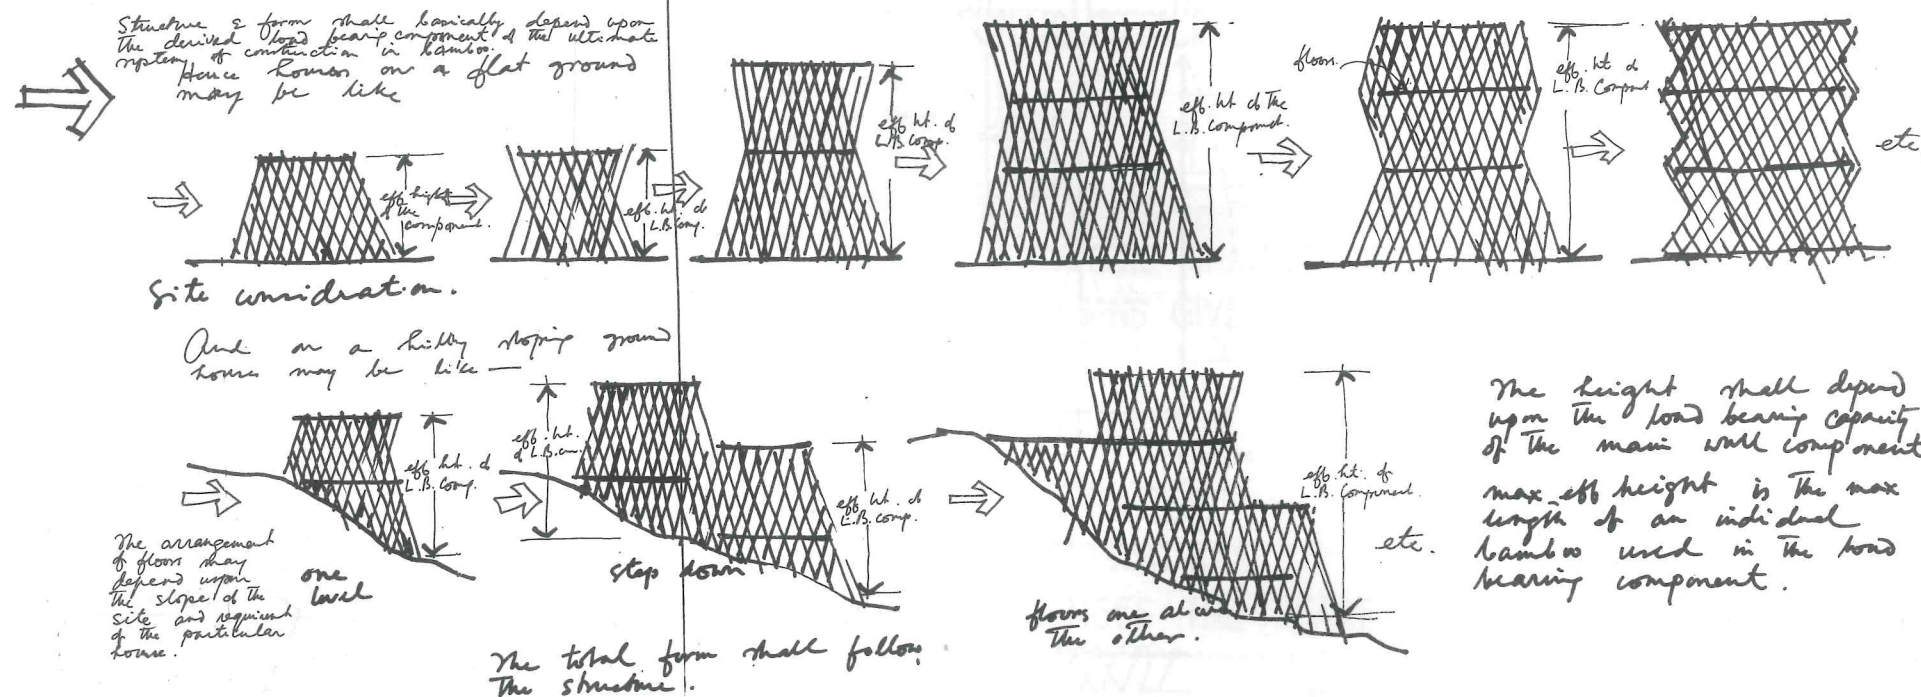 Structure & form shall basically depend upon
the derived load bearing component of the ultimate
system of construction in bamboo.
Hence houses on a flat ground
may be like
eff. height
of the
component.
eff. ht. of
L.B. Comp.
eff. ht. of
L.B. Comp.
eff. ht of the
L.B. Component.
floors.
eff. ht of
L.B. Compont
etc
Site consideration.
And on a hilly sloping ground
houses may be like —
eff. ht. of
L.B. Comp.
eff. ht.
of L.B.
eff. ht. of
L.B. comp.
eff. ht. of
L.B. Component.
etc.
The arrangement
of floors may
depend upon
the slope of the
site and
of the particular
house.
one
level
step down
floors one above
the other.
The total form shall follow
the structure.
The height shall depend
upon the load bearing capacity
of the main wall component
max eff height is the max
length of an individual
bamboo used in the load
bearing component.